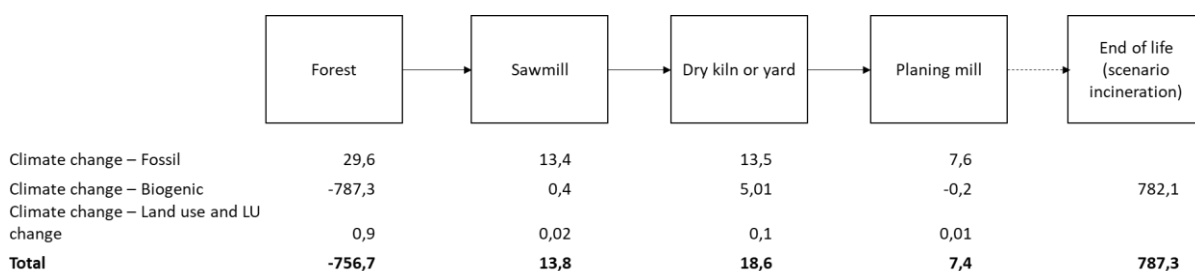 Forest
Sawmill
Dry kiln or yard
Planing mill
End of life
(scenario
incineration)
Climate change – Fossil 29,6 13,4 13,5 7,6
Climate change – Biogenic -787,3 0,4 5,01 -0,2 782,1
Climate change – Land use and LU
change 0,9 0,02 0,1 0,01
Total -756,7 13,8 18,6 7,4 787,3